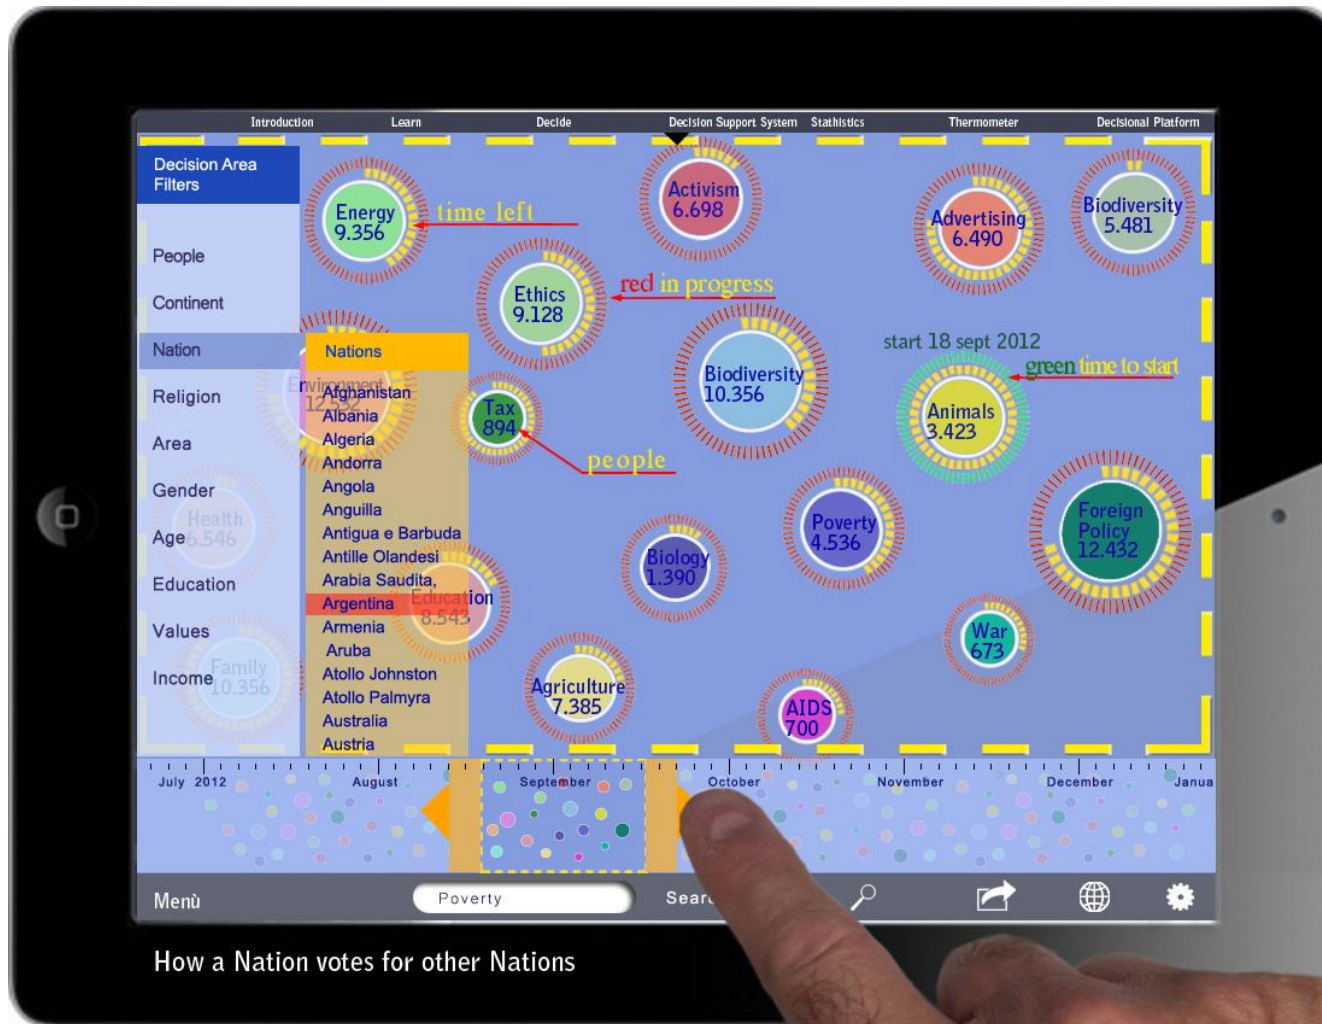 Introduction
Learn
Decide
Decision Support System
Stathistics
Thermometer
Decisional Platform
Decision Area
Filters
People
Continent
Nation
Religion
Area
Gender
Age
Education
Values
Income
Nations
Afghanistan
Albania
Algeria
Andorra
Angola
Anguilla
Antigua e Barbuda
Antille Olandesi
Arabia Saudita,
Argentina
Armenia
Aruba
Atollo Johnston
Atollo Palmyra
Australia
Austria
Energy
9.356
time left
Activism
6.698
Advertising
6.490
Biodiversity
5.481
Ethics
9.128
red in progress
Environment
12.552
Tax
894
people
Biodiversity
10.356
start 18 sept 2012
green time to start
Animals
3.423
Health
6.546
Education
8.543
Biology
1.390
Poverty
4.536
Foreign
Policy
12.432
War
673
Family
10.356
Agriculture
7.385
AIDS
700
July 2012
August
September
October
November
December
Janua
Menù
Poverty
Sear
How a Nation votes for other Nations